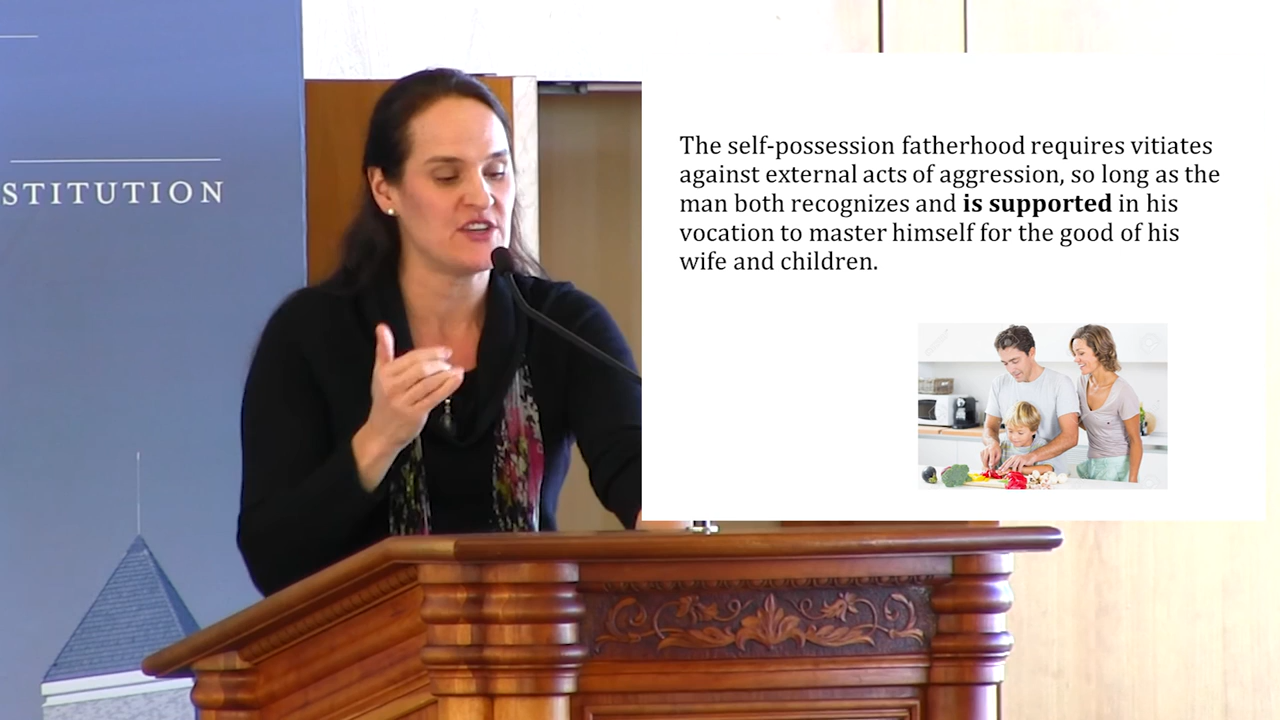 STITUTION
The self-possession fatherhood requires vitiates
against external acts of aggression, so long as the
man both recognizes and is supported in his
vocation to master himself for the good of his
wife and children.